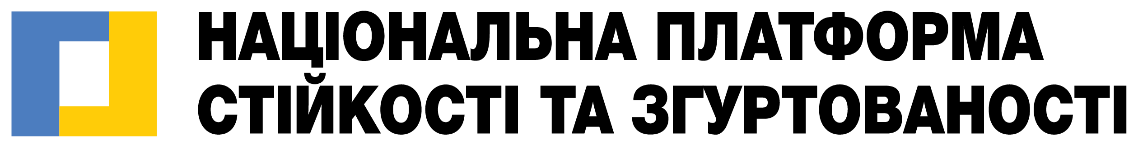 НАЦІОНАЛЬНА ПЛАТФОРМА
СТІЙКОСТІ ТА ЗГУРТОВАНОСТІ